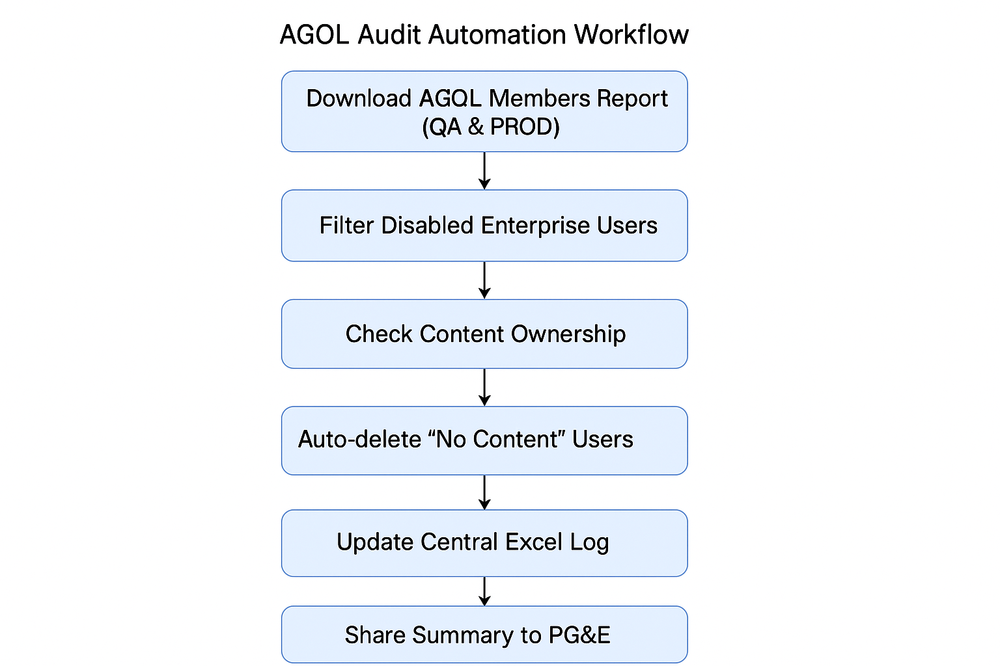 AGOL Audit Automation Workflow
Download AGQL Members Report
(QA & PROD)
Filter Disabled Enterprise Users
Check Content Ownership
Auto-delete “No Content” Users
Update Central Excel Log
Share Summary to PG&E